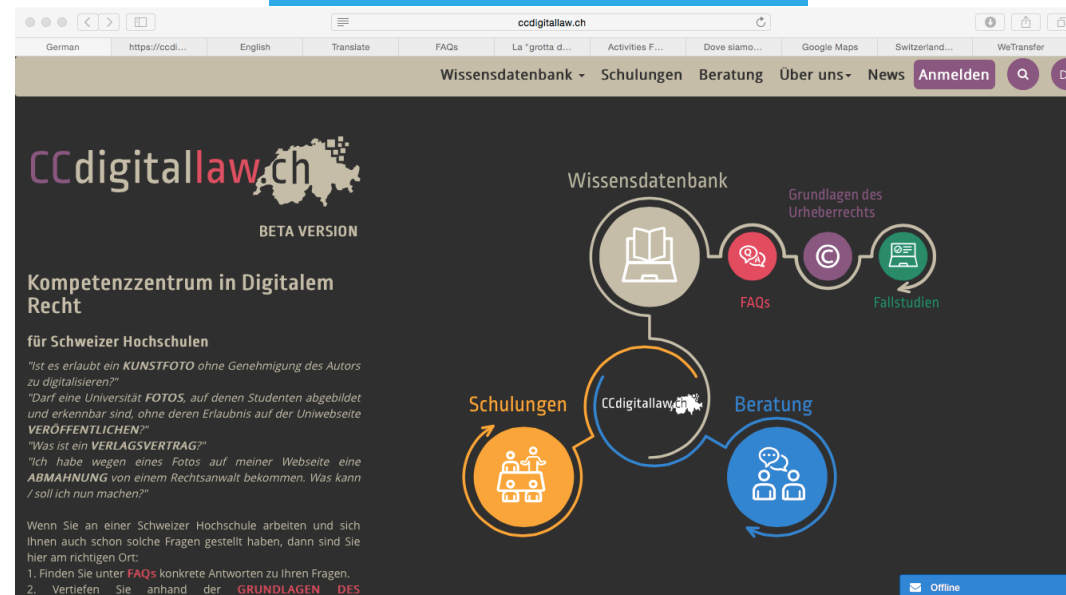 ccdigitallaw.ch
German
https://ccdi...
English
Translate
FAQs
La "grotta d...
Activities F...
Dove siamo...
Google Maps
Switzerland...
WeTransfer
Wissensdatenbank
Schulungen
Beratung
Über uns
News
Anmelden
D
CCdigitallaw.ch
BETA VERSION
Kompetenzzentrum in Digitalem
Recht
für Schweizer Hochschulen
"Ist es erlaubt ein KUNSTFOTO ohne Genehmigung des Autors
zu digitalisieren?"
"Darf eine Universität FOTOS, auf denen Studenten abgebildet
und erkennbar sind, ohne deren Erlaubnis auf der Uniwebseite
VERÖFFENTLICHEN?"
"Was ist ein VERLAGSVERTRAG?"
"Ich habe wegen eines Fotos auf meiner Webseite eine
ABMAHNUNG von einem Rechtsanwalt bekommen. Was kann
/ soll ich nun machen?"
Wenn Sie an einer Schweizer Hochschule arbeiten und sich
Ihnen auch schon solche Fragen gestellt haben, dann sind Sie
hier am richtigen Ort:
1. Finden Sie unter FAQs konkrete Antworten zu Ihren Fragen.
2. Vertiefen Sie anhand der GRUNDLAGEN DES
Wissensdatenbank
Grundlagen des
Urheberrechts
Q
A
©
FAQs
Fallstudien
Schulungen
CCdigitallaw.ch
Beratung
Offline